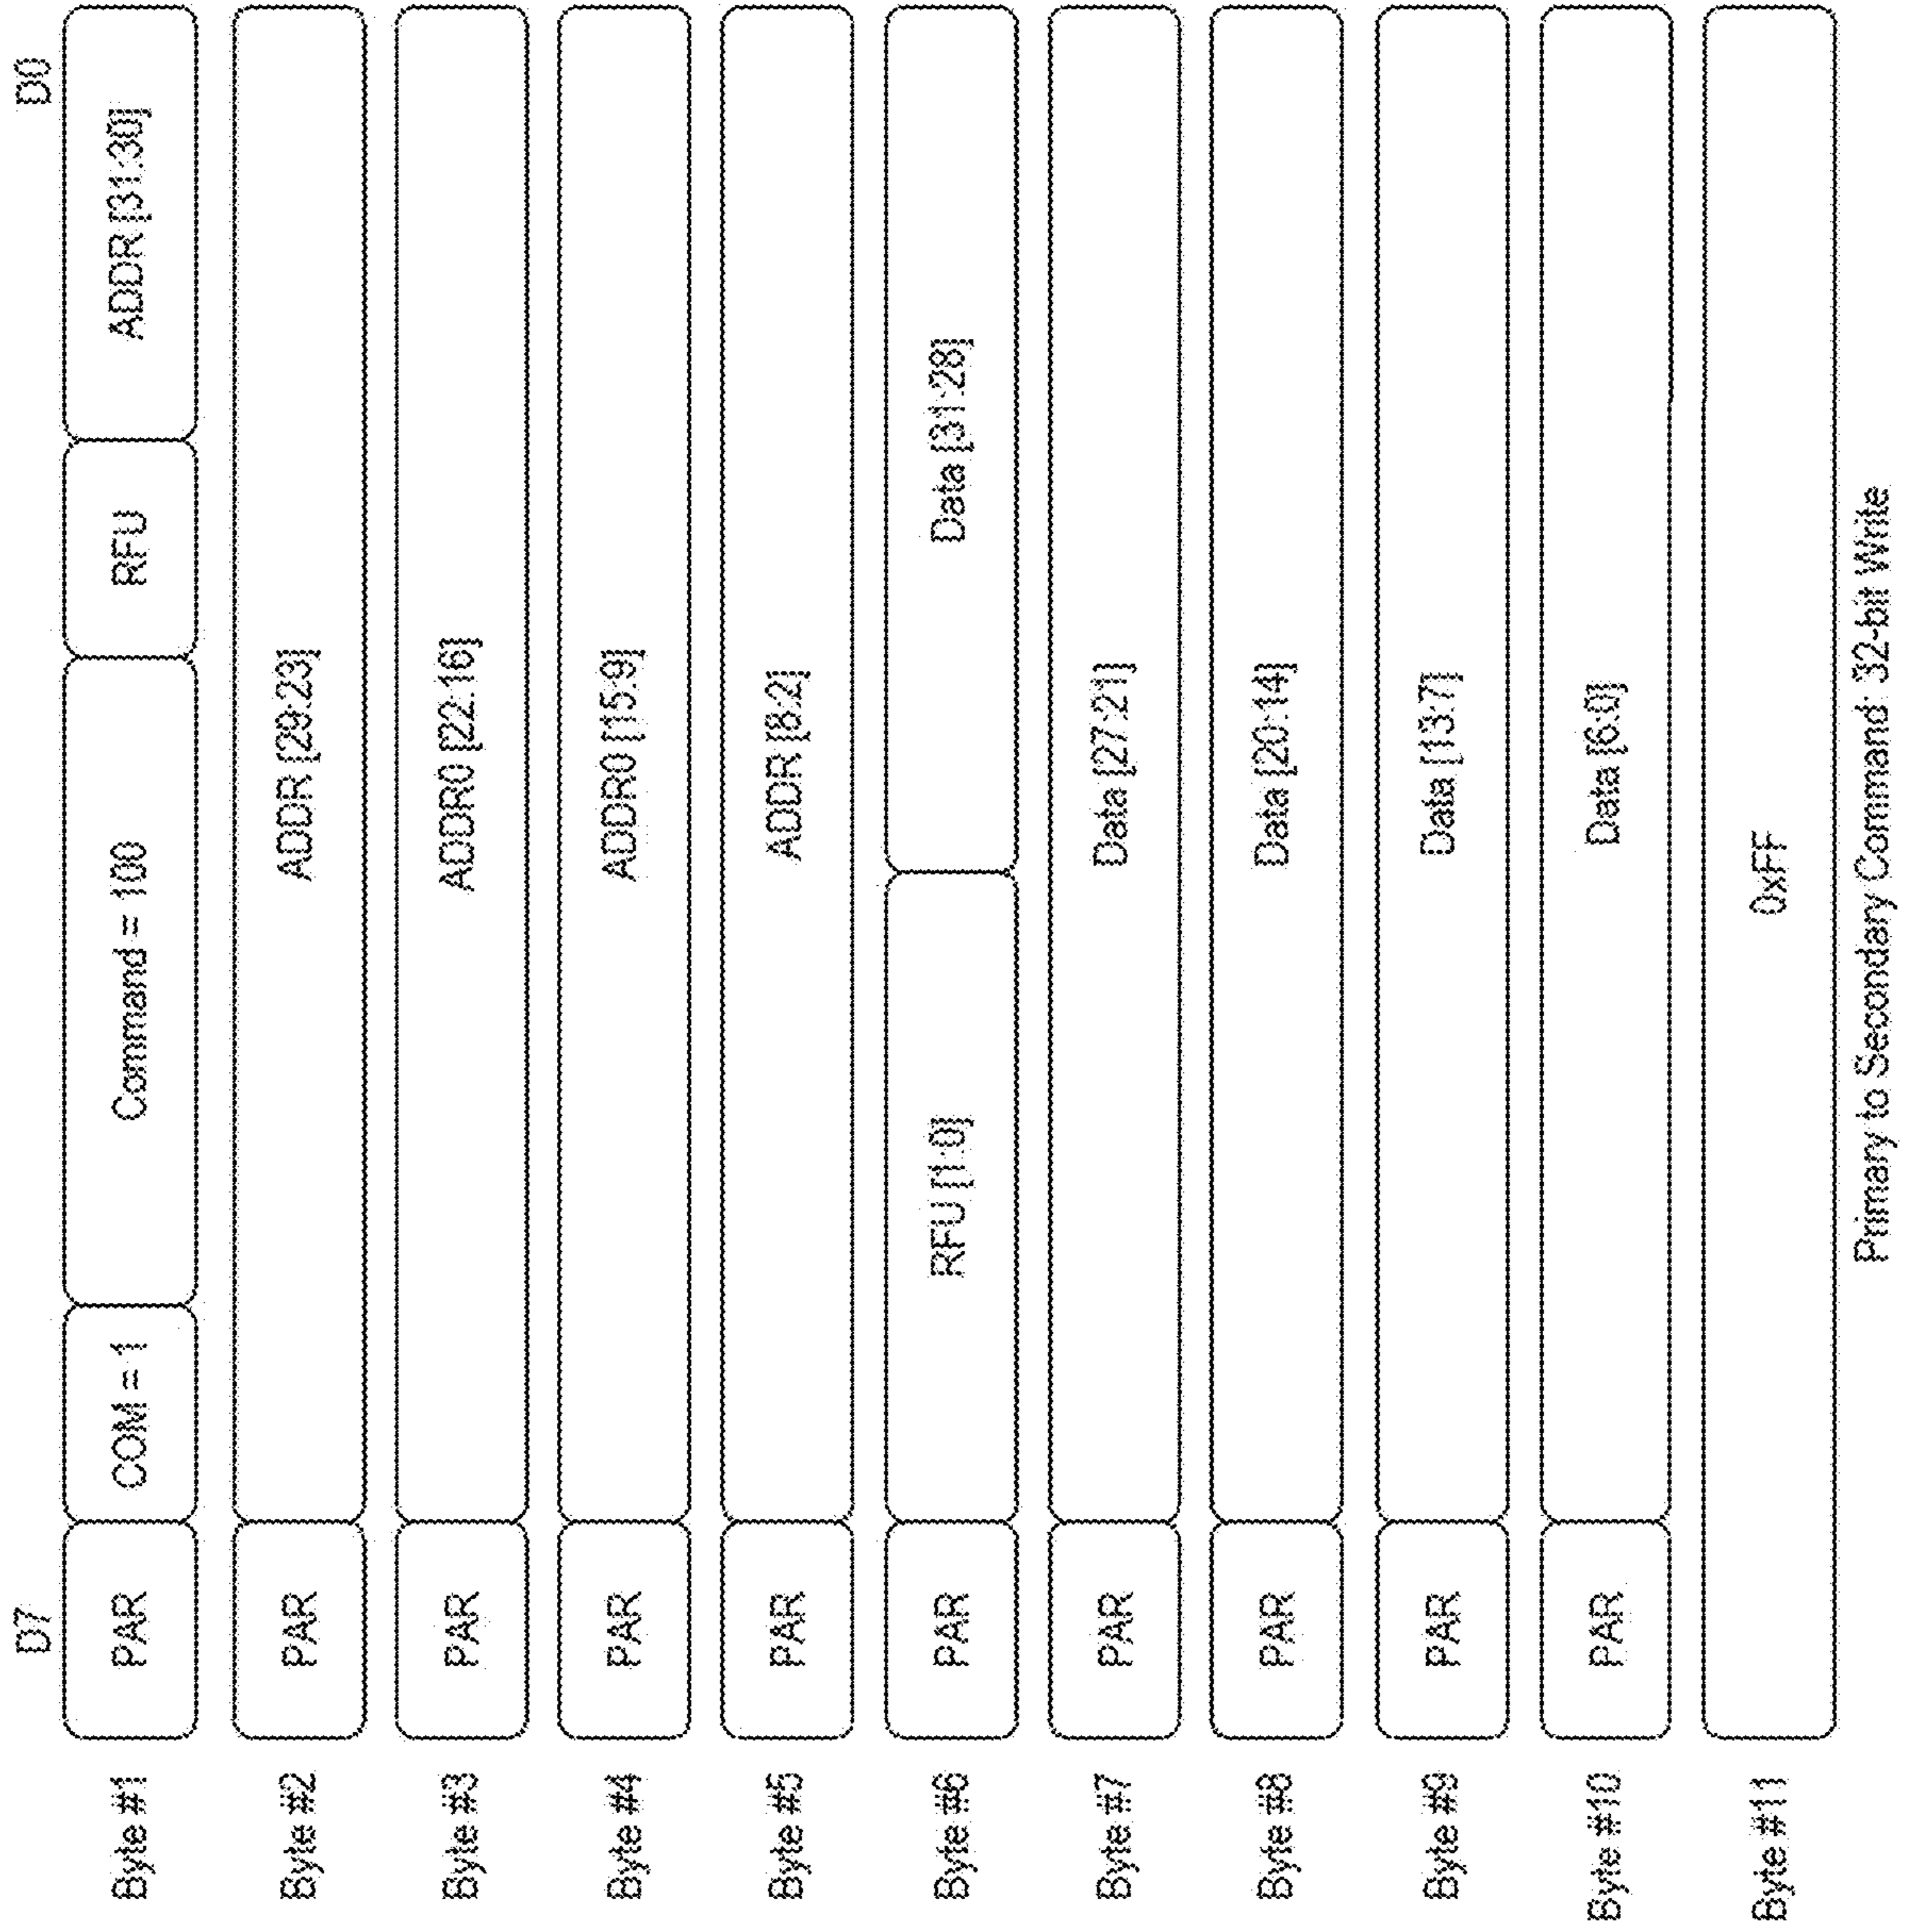 D7 D0
Byte #1 PAR COM = 1 Command = 100 RFU ADDR [31:30]
Byte #2 PAR ADDR [29:23]
Byte #3 PAR ADDR0 [22:16]
Byte #4 PAR ADDR0 [15:9]
Byte #5 PAR ADDR [8:2]
Byte #6 PAR RFU [1:0] Data [31:28]
Byte #7 PAR Data [27:21]
Byte #8 PAR Data [20:14]
Byte #9 PAR Data [13:7]
Byte #10 PAR Data [6:0]
Byte #11 0xFF
Primary to Secondary Command: 32-bit Write